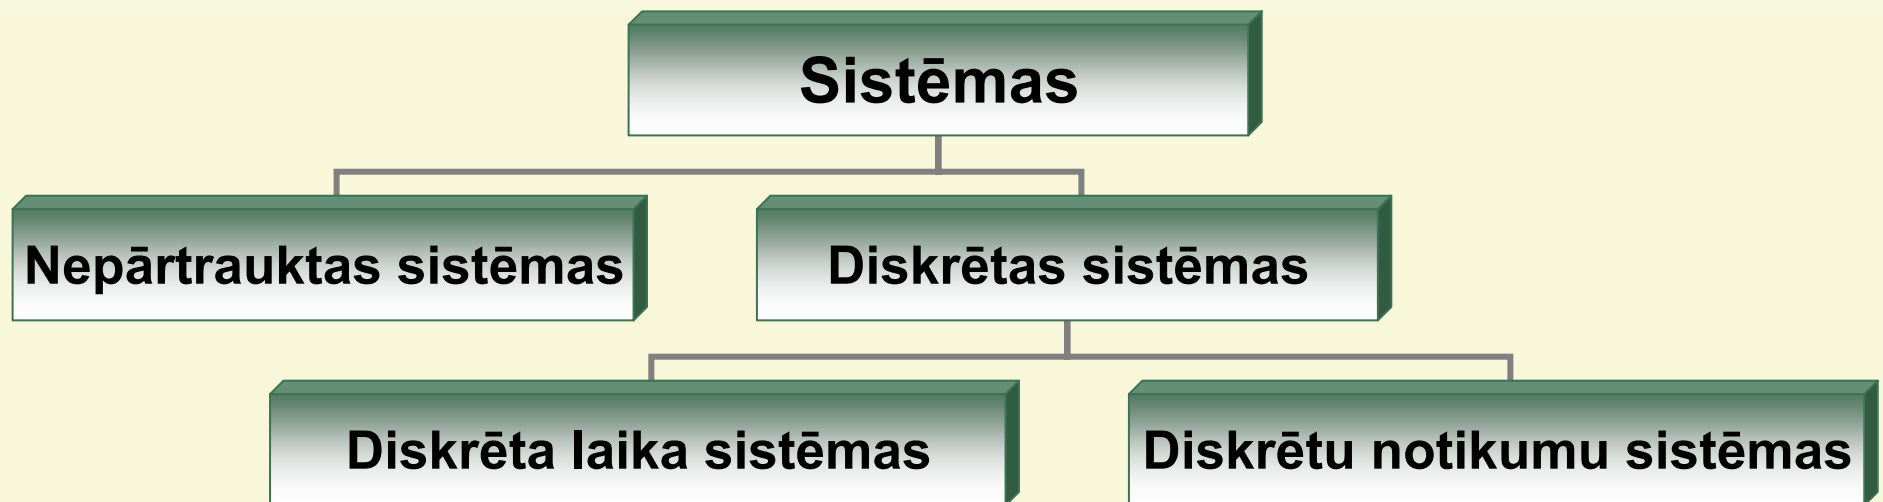 Sistēmas
Nepārtrauktas sistēmas
Diskrētas sistēmas
Diskrēta laika sistēmas
Diskrētu notikumu sistēmas